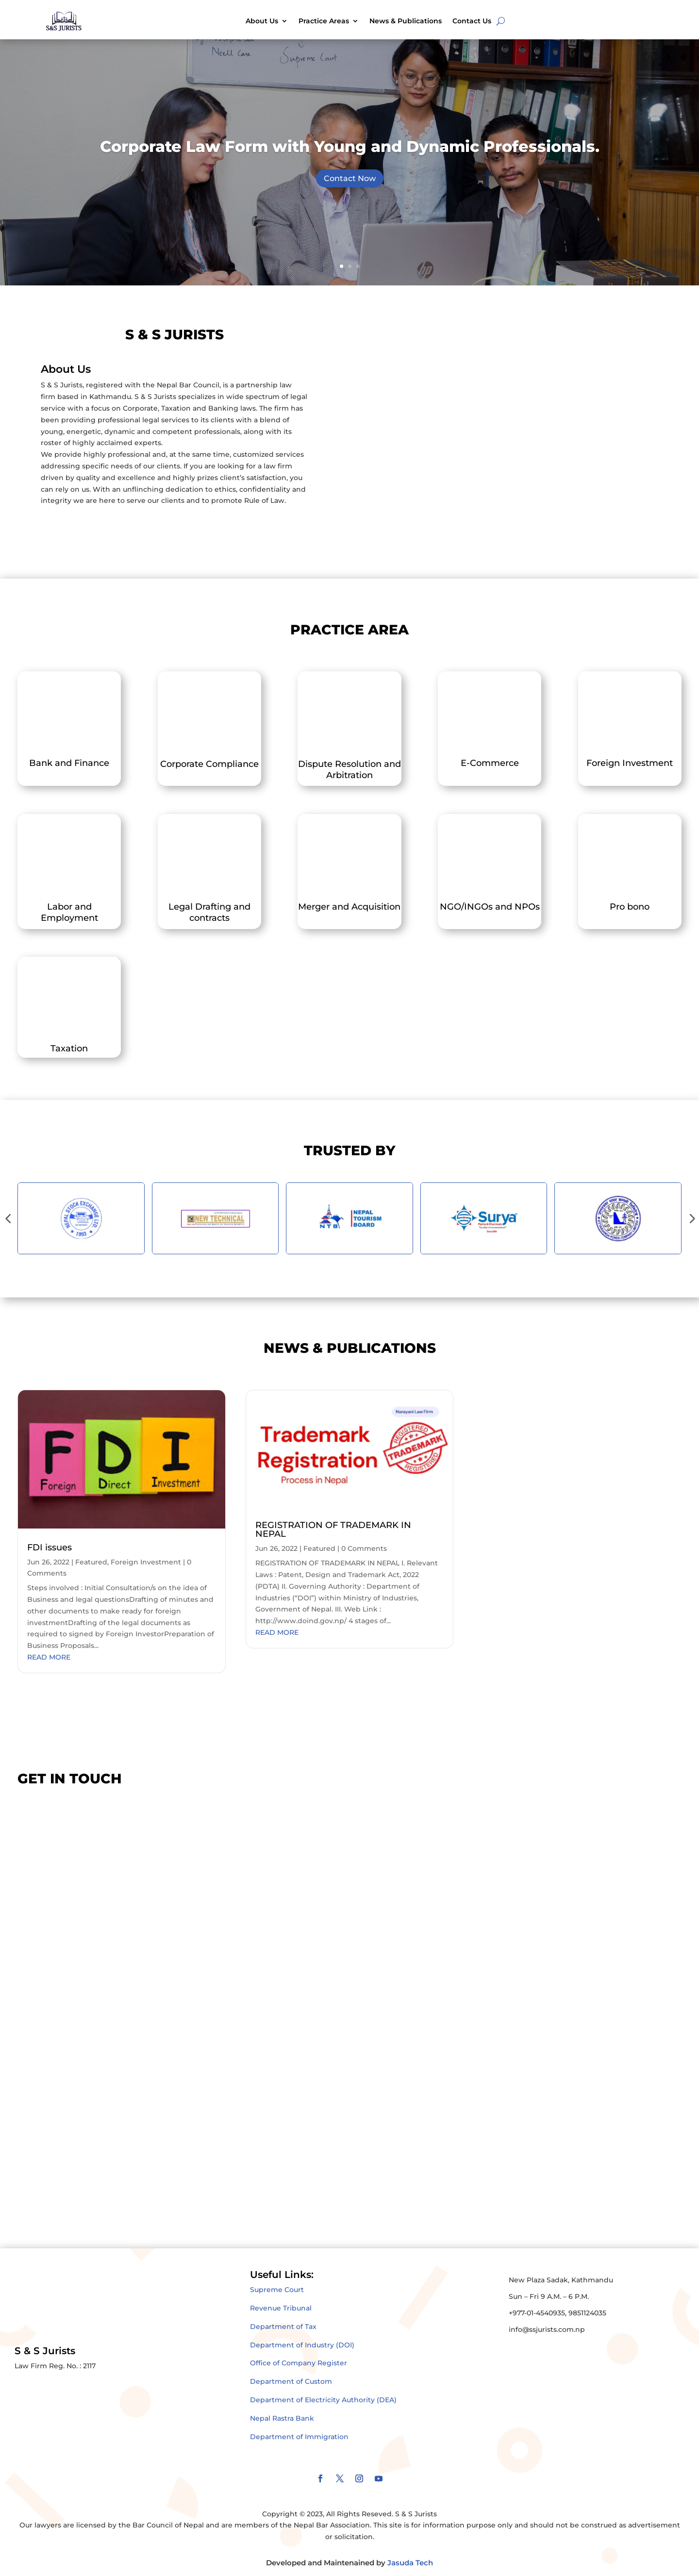 S&S JURISTS
About Us
Practice Areas
News & Publications
Contact Us
Supreme Court
Corporate Law Form with Young and Dynamic Professionals.
Contact Now
hp
S & S JURISTS
About Us
S & S Jurists, registered with the Nepal Bar Council, is a partnership law
firm based in Kathmandu. S & S Jurists specializes in wide spectrum of legal
service with a focus on Corporate, Taxation and Banking laws. The firm has
been providing professional legal services to its clients with a blend of
young, energetic, dynamic and competent professionals, along with its
roster of highly acclaimed experts.
We provide highly professional and, at the same time, customized services
addressing specific needs of our clients. If you are looking for a law firm
driven by quality and excellence and highly prizes client’s satisfaction, you
can rely on us. With an unflinching dedication to ethics, confidentiality and
integrity we are here to serve our clients and to promote Rule of Law.
PRACTICE AREA
Bank and Finance
Corporate Compliance
Dispute Resolution and
Arbitration
E-Commerce
Foreign Investment
Labor and
Employment
Legal Drafting and
contracts
Merger and Acquisition
NGO/INGOs and NPOs
Pro bono
Taxation
TRUSTED BY
NEPAL STOCK EXCHANGE LTD.
1993
NEW TECHNICAL
NTB
NEPAL
TOURISM
BOARD
Surya
NEWS & PUBLICATIONS
F D I
Foreign Direct Investment
FDI issues
Jun 26, 2022 | Featured, Foreign Investment | 0
Comments
Steps involved : Initial Consultation/s on the idea of
Business and legal questionsDrafting of minutes and
other documents to make ready for foreign
investmentDrafting of the legal documents as
required to signed by Foreign InvestorPreparation of
Business Proposals...
READ MORE
Narayani Law Firm
Trademark
Registration
Process in Nepal
REGISTERED
TRADEMARK
REGISTRATION OF TRADEMARK IN
NEPAL
Jun 26, 2022 | Featured | 0 Comments
REGISTRATION OF TRADEMARK IN NEPAL I. Relevant
Laws : Patent, Design and Trademark Act, 2022
(PDTA) II. Governing Authority : Department of
Industries (“DOI”) within Ministry of Industries,
Government of Nepal. III. Web Link :
http://www.doind.gov.np/ 4 stages of...
READ MORE
GET IN TOUCH
S & S Jurists
Law Firm Reg. No. : 2117
Useful Links:
Supreme Court
Revenue Tribunal
Department of Tax
Department of Industry (DOI)
Office of Company Register
Department of Custom
Department of Electricity Authority (DEA)
Nepal Rastra Bank
Department of Immigration
New Plaza Sadak, Kathmandu
Sun – Fri 9 A.M. – 6 P.M.
+977-01-4540935, 9851124035
info@ssjurists.com.np
Copyright © 2023, All Rights Reseved. S & S Jurists
Our lawyers are licensed by the Bar Council of Nepal and are members of the Nepal Bar Association. This site is for information purpose only and should not be construed as advertisement
or solicitation.
Developed and Maintenained by Jasuda Tech